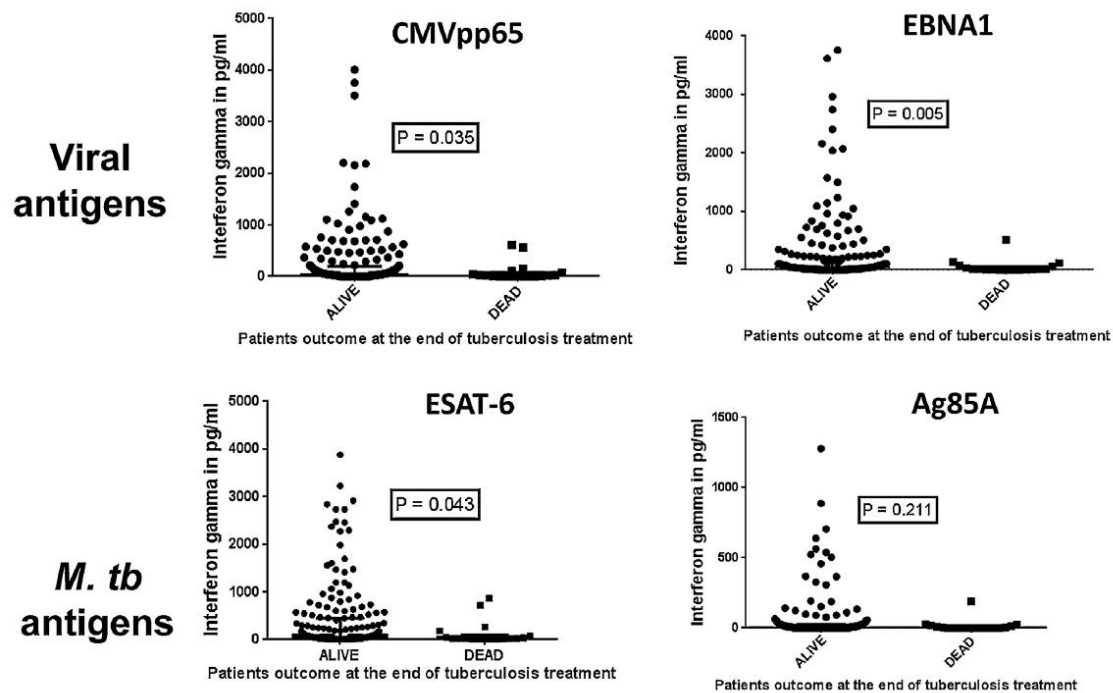 Viral
antigens
CMVpp65
Interferon gamma in pg/ml
5000
4000
3000
2000
1000
0
P = 0.035
ALIVE
DEAD
Patients outcome at the end of tuberculosis treatment
EBNA1
Interferon gamma in pg/ml
4000
3000
2000
1000
0
P = 0.005
ALIVE
DEAD
Patients outcome at the end of tuberculosis treatment
M. tb
antigens
ESAT-6
Interferon gamma in pg/ml
5000
4000
3000
2000
1000
0
P = 0.043
ALIVE
DEAD
Patients outcome at the end of tuberculosis treatment
Ag85A
Interferon gamma in pg/ml
1500
1000
500
0
P = 0.211
ALIVE
DEAD
Patients outcome at the end of tuberculosis treatment